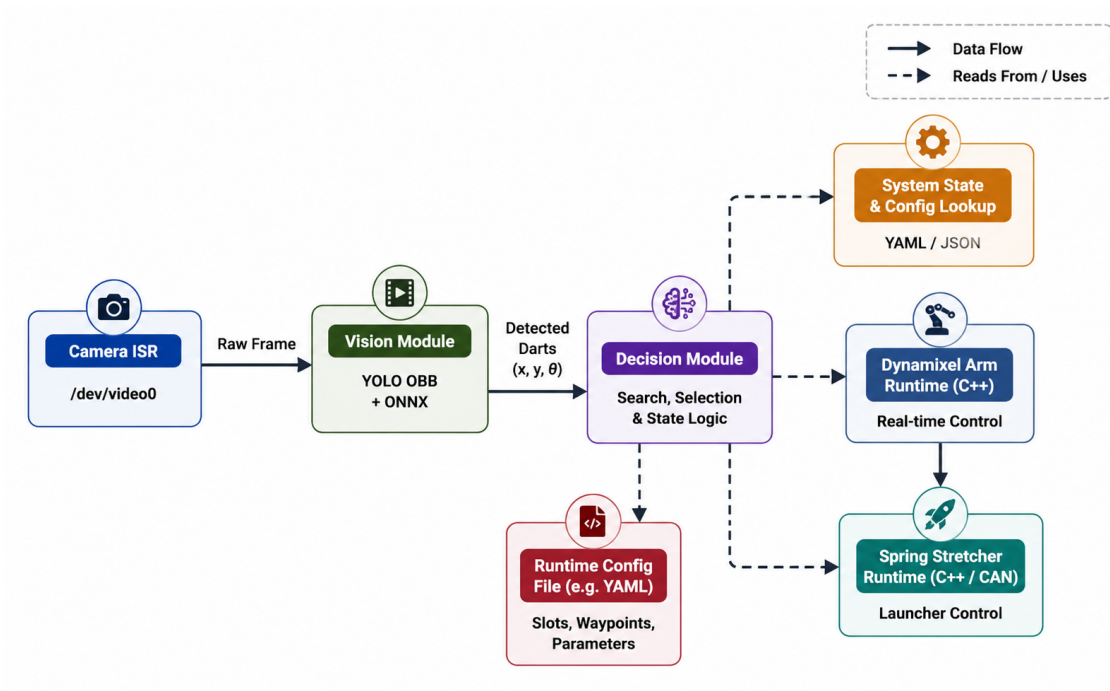 Data Flow
Reads From / Uses
System State
& Config Lookup
YAML / JSON
Camera ISR
/dev/video0
Raw Frame
Vision Module
YOLO OBB
+ ONNX
Detected
Darts
(x, y, θ)
Decision Module
Search, Selection
& State Logic
Dynamixel Arm
Runtime (C++)
Real-time Control
Runtime Config
File (e.g. YAML)
Slots, Waypoints,
Parameters
Spring Stretcher
Runtime (C++ / CAN)
Launcher Control